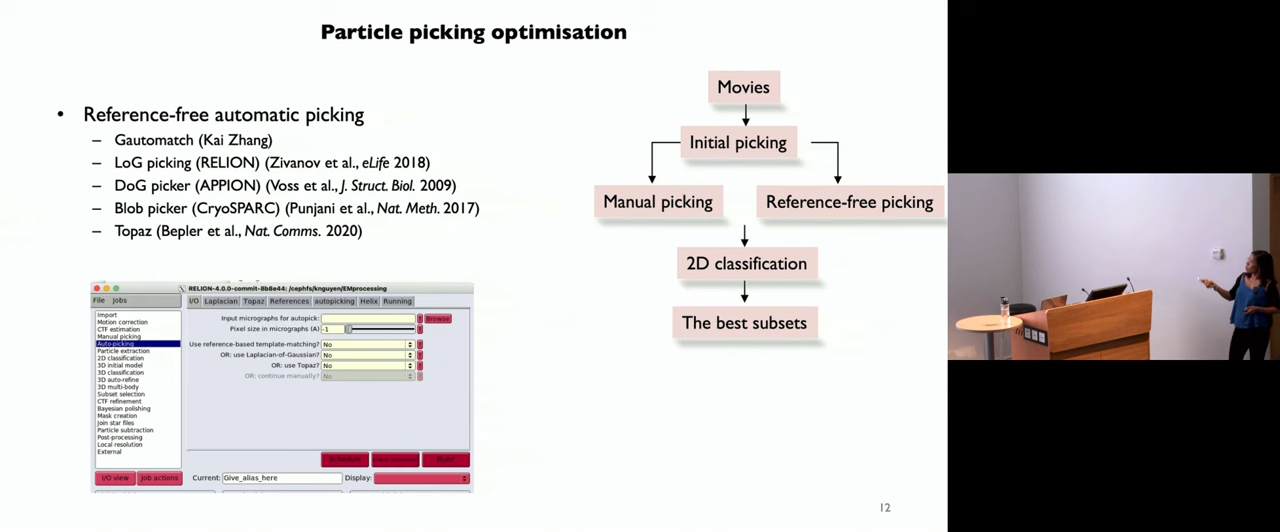 Particle picking optimisation
• Reference-free automatic picking
– Gautomatch (Kai Zhang)
– LoG picking (RELION) (Zivanov et al., eLife 2018)
– DoG picker (APPION) (Voss et al., J. Struct. Biol. 2009)
– Blob picker (CryoSPARC) (Punjani et al., Nat. Meth. 2017)
– Topaz (Bepler et al., Nat. Comms. 2020)
Movies
Initial picking
Manual picking
Reference-free picking
2D classification
The best subsets
RELION-4.0.0-commit-8b8e44: /cephfs/knguyen/EMprocessing
File Jobs
I/O Laplacian Topaz References autopicking Helix Running
Import
Motion correction
CTF estimation
Manual picking
Auto-picking
Particle extraction
2D classification
3D initial model
3D classification
3D auto-refine
3D multi-body
Subset selection
CTF refinement
Bayesian polishing
Mask creation
Join star files
Particle subtraction
Post-processing
Local resolution
External
Input micrographs for autopick: ? Browse
Pixel size in micrographs (A) -1 ?
Use reference-based template-matching? No ?
OR: use Laplacian-of-Gaussian? No ?
OR: use Topaz? No ?
OR: continue manually? No ?
Schedule Run!
I/O view Job actions Current: Give_alias_here Display:
12